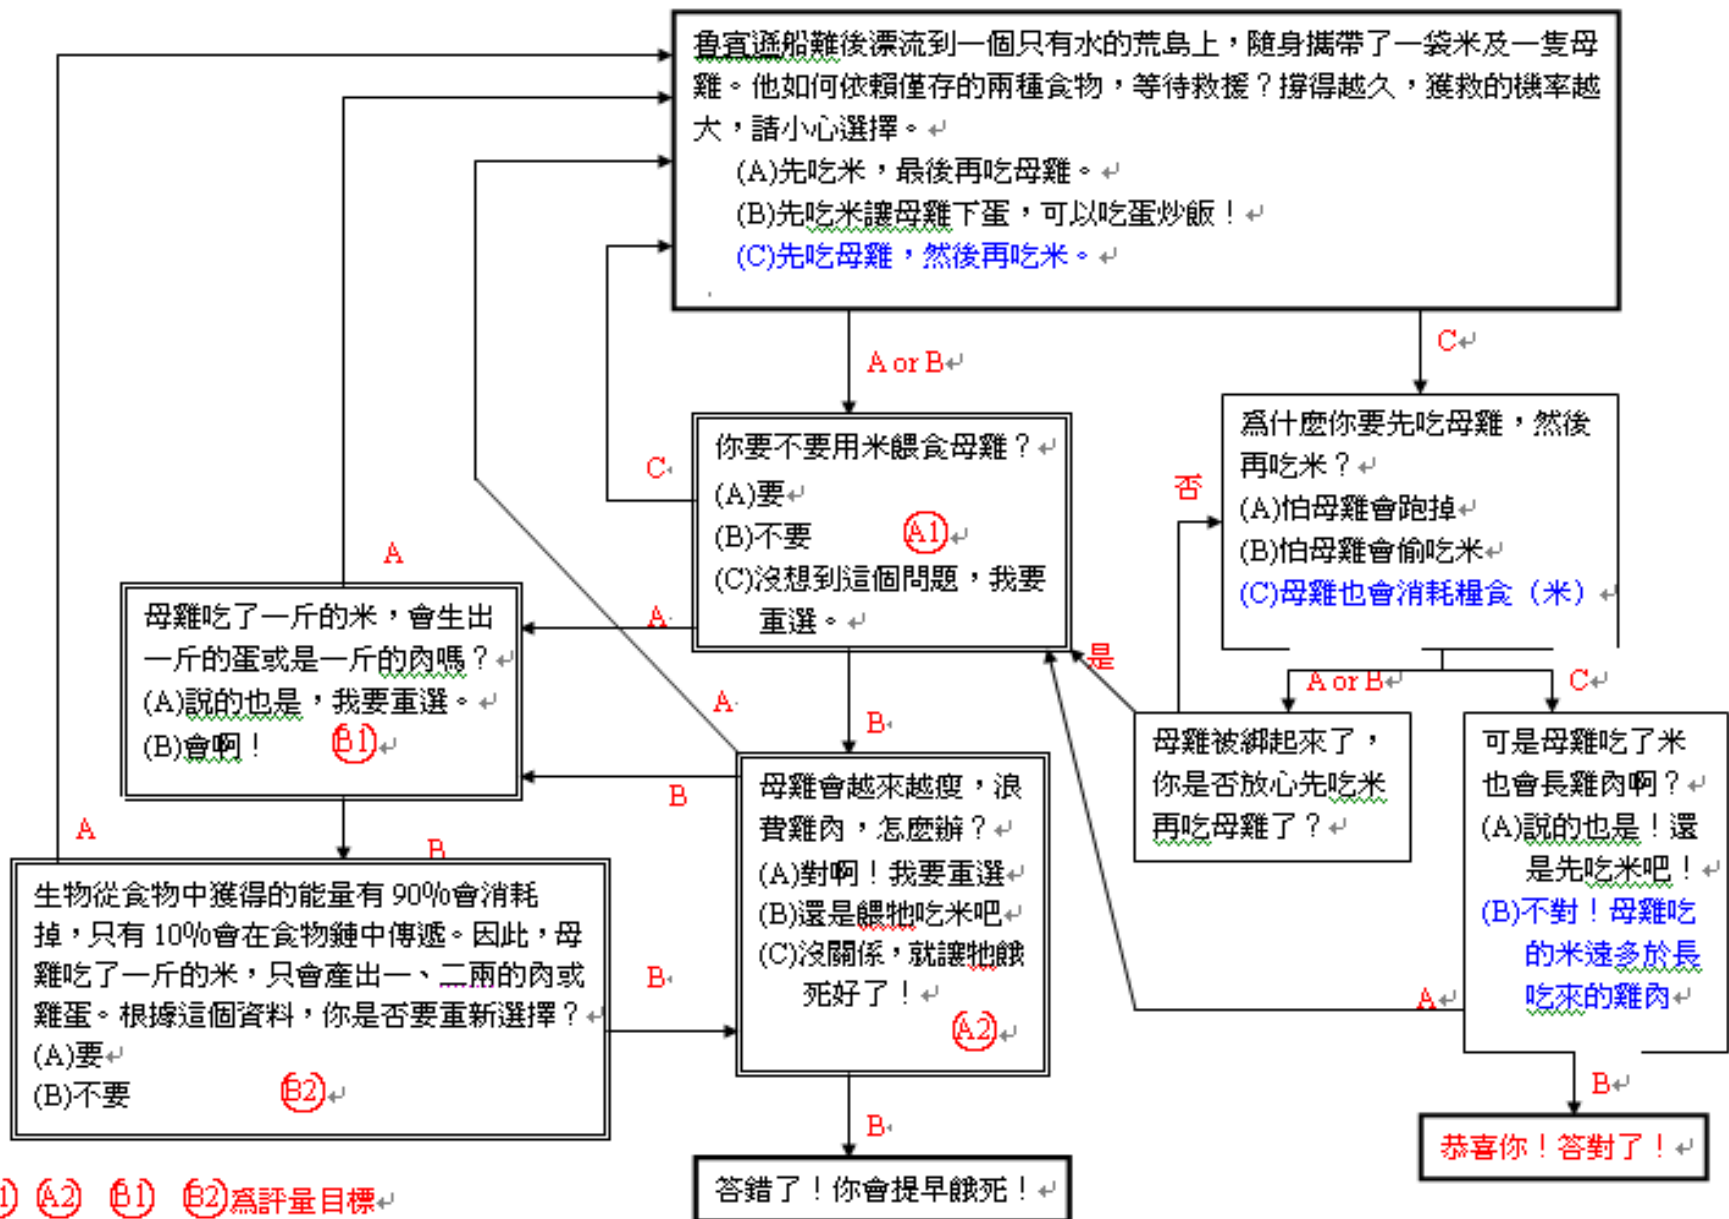 魯賓遜船難後漂流到一個只有水的荒島上，隨身攜帶了一袋米及一隻母
雞。他如何依賴僅存的兩種食物，等待救援？撐得越久，獲救的機率越
大，請小心選擇。
(A)先吃米，最後再吃母雞。
(B)先吃米讓母雞下蛋，可以吃蛋炒飯！
(C)先吃母雞，然後再吃米。
A or B
C
你要不要用米餵食母雞？
(A)要
(B)不要
A1
(C)沒想到這個問題，我要
重選。
C
A
B
為什麼你要先吃母雞，然後
再吃米？
(A)怕母雞會跑掉
(B)怕母雞會偷吃米
(C)母雞也會消耗糧食（米）
否
是
A or B
C
母雞吃了一斤的米，會生出
一斤的蛋或是一斤的肉嗎？
(A)說的也是，我要重選。
(B)會啊！
B1
A
B
母雞會越來越瘦，浪
費雞肉，怎麼辦？
(A)對啊！我要重選
(B)還是餵牠吃米吧
(C)沒關係，就讓牠餓
死好了！
A2
A
B
B
母雞被綁起來了，
你是否放心先吃米
再吃母雞了？
可是母雞吃了米
也會長雞肉啊？
(A)說的也是！還
是先吃米吧！
(B)不對！母雞吃
的米遠多於長
吃來的雞肉
A
B
生物從食物中獲得的能量有 90%會消耗
掉，只有 10%會在食物鏈中傳遞。因此，母
雞吃了一斤的米，只會產出一、二兩的肉或
雞蛋。根據這個資料，你是否要重新選擇？
(A)要
(B)不要
B2
A
B
恭喜你！答對了！
答錯了！你會提早餓死！
1 A2 B1 B2為評量目標